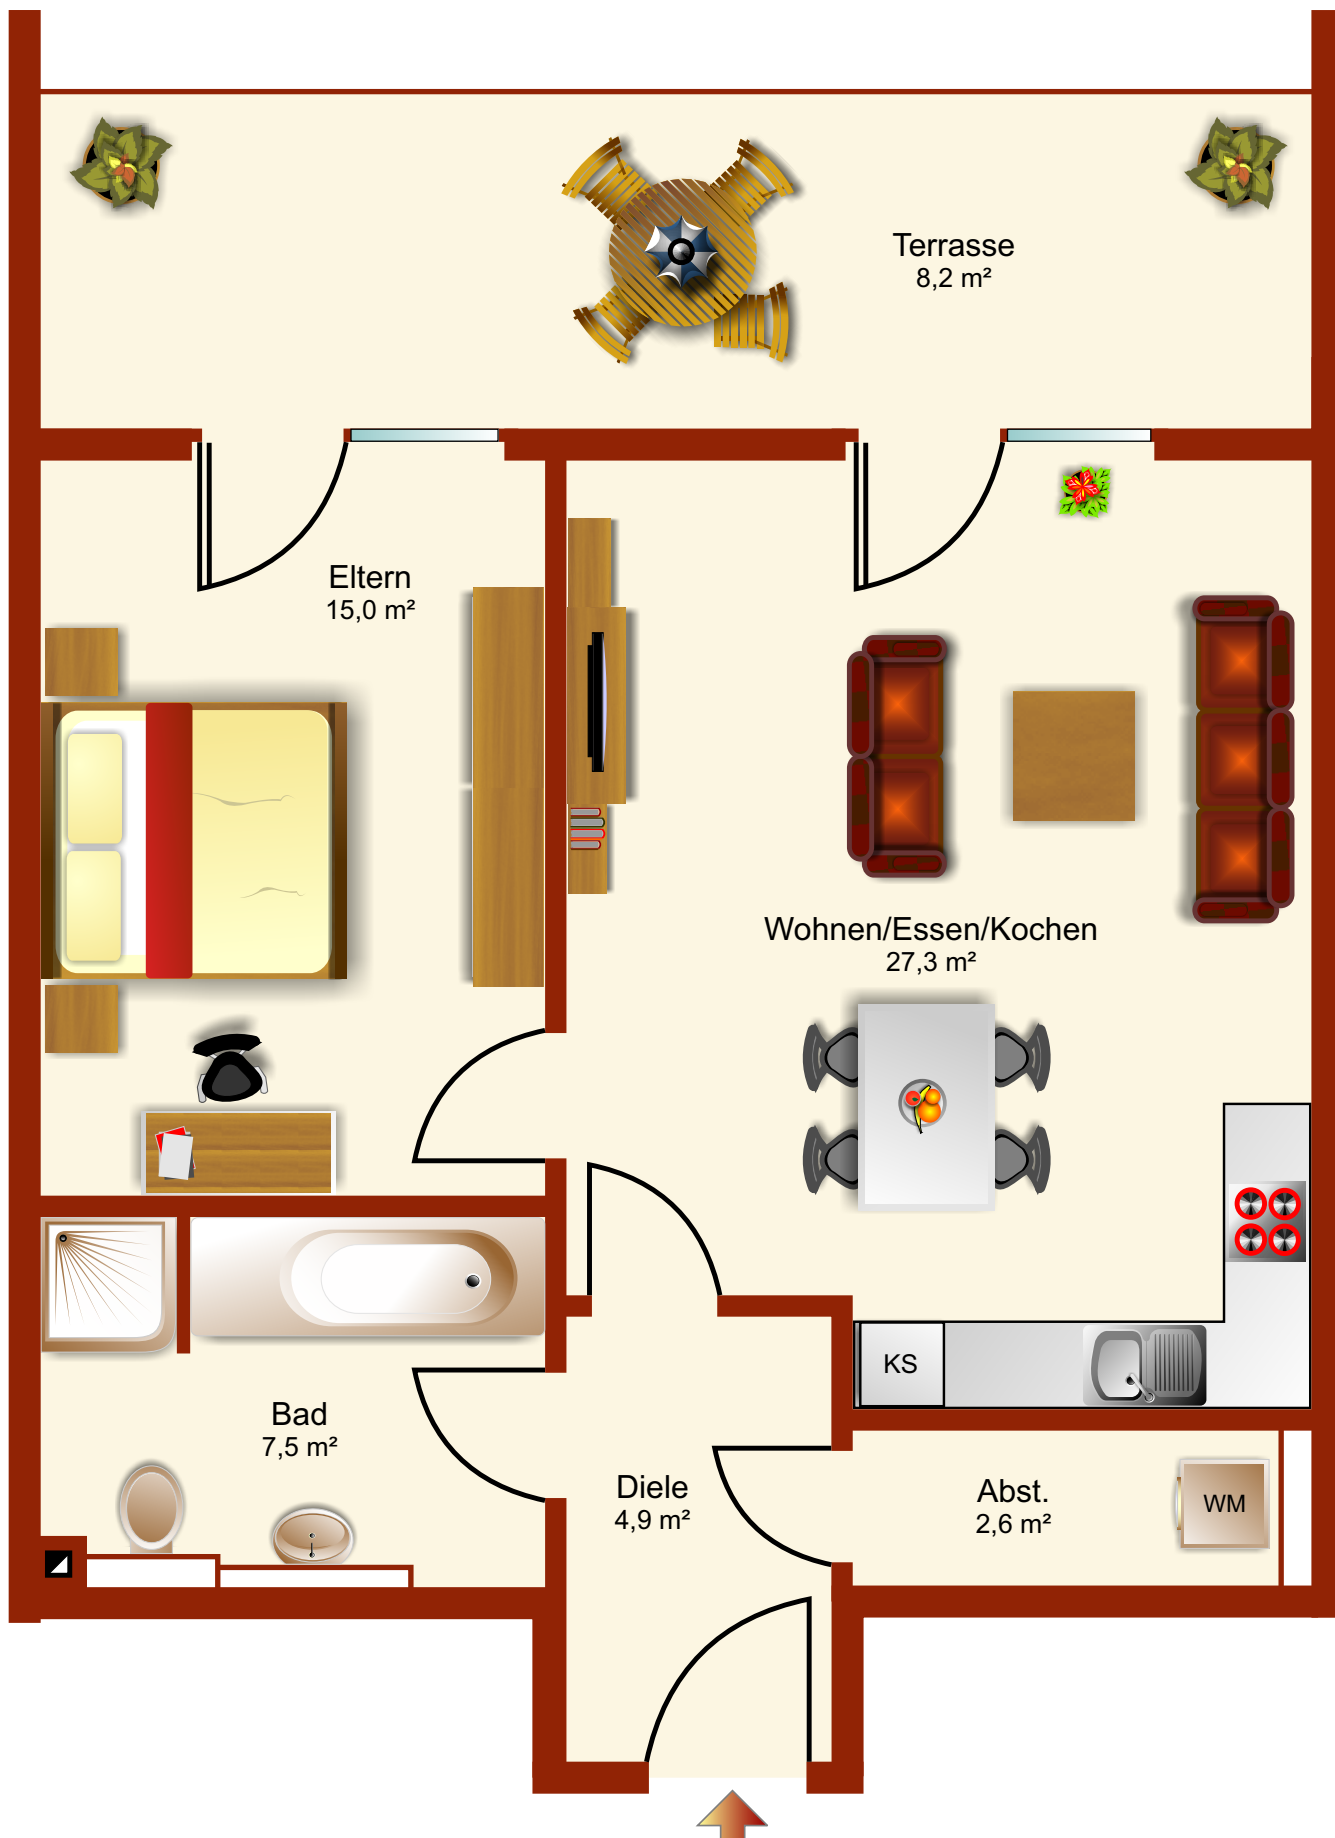 Terrasse
8,2 m²
Eltern
15,0 m²
Wohnen/Essen/Kochen
27,3 m²
KS
Bad
7,5 m²
Diele
4,9 m²
Abst.
2,6 m²
WM